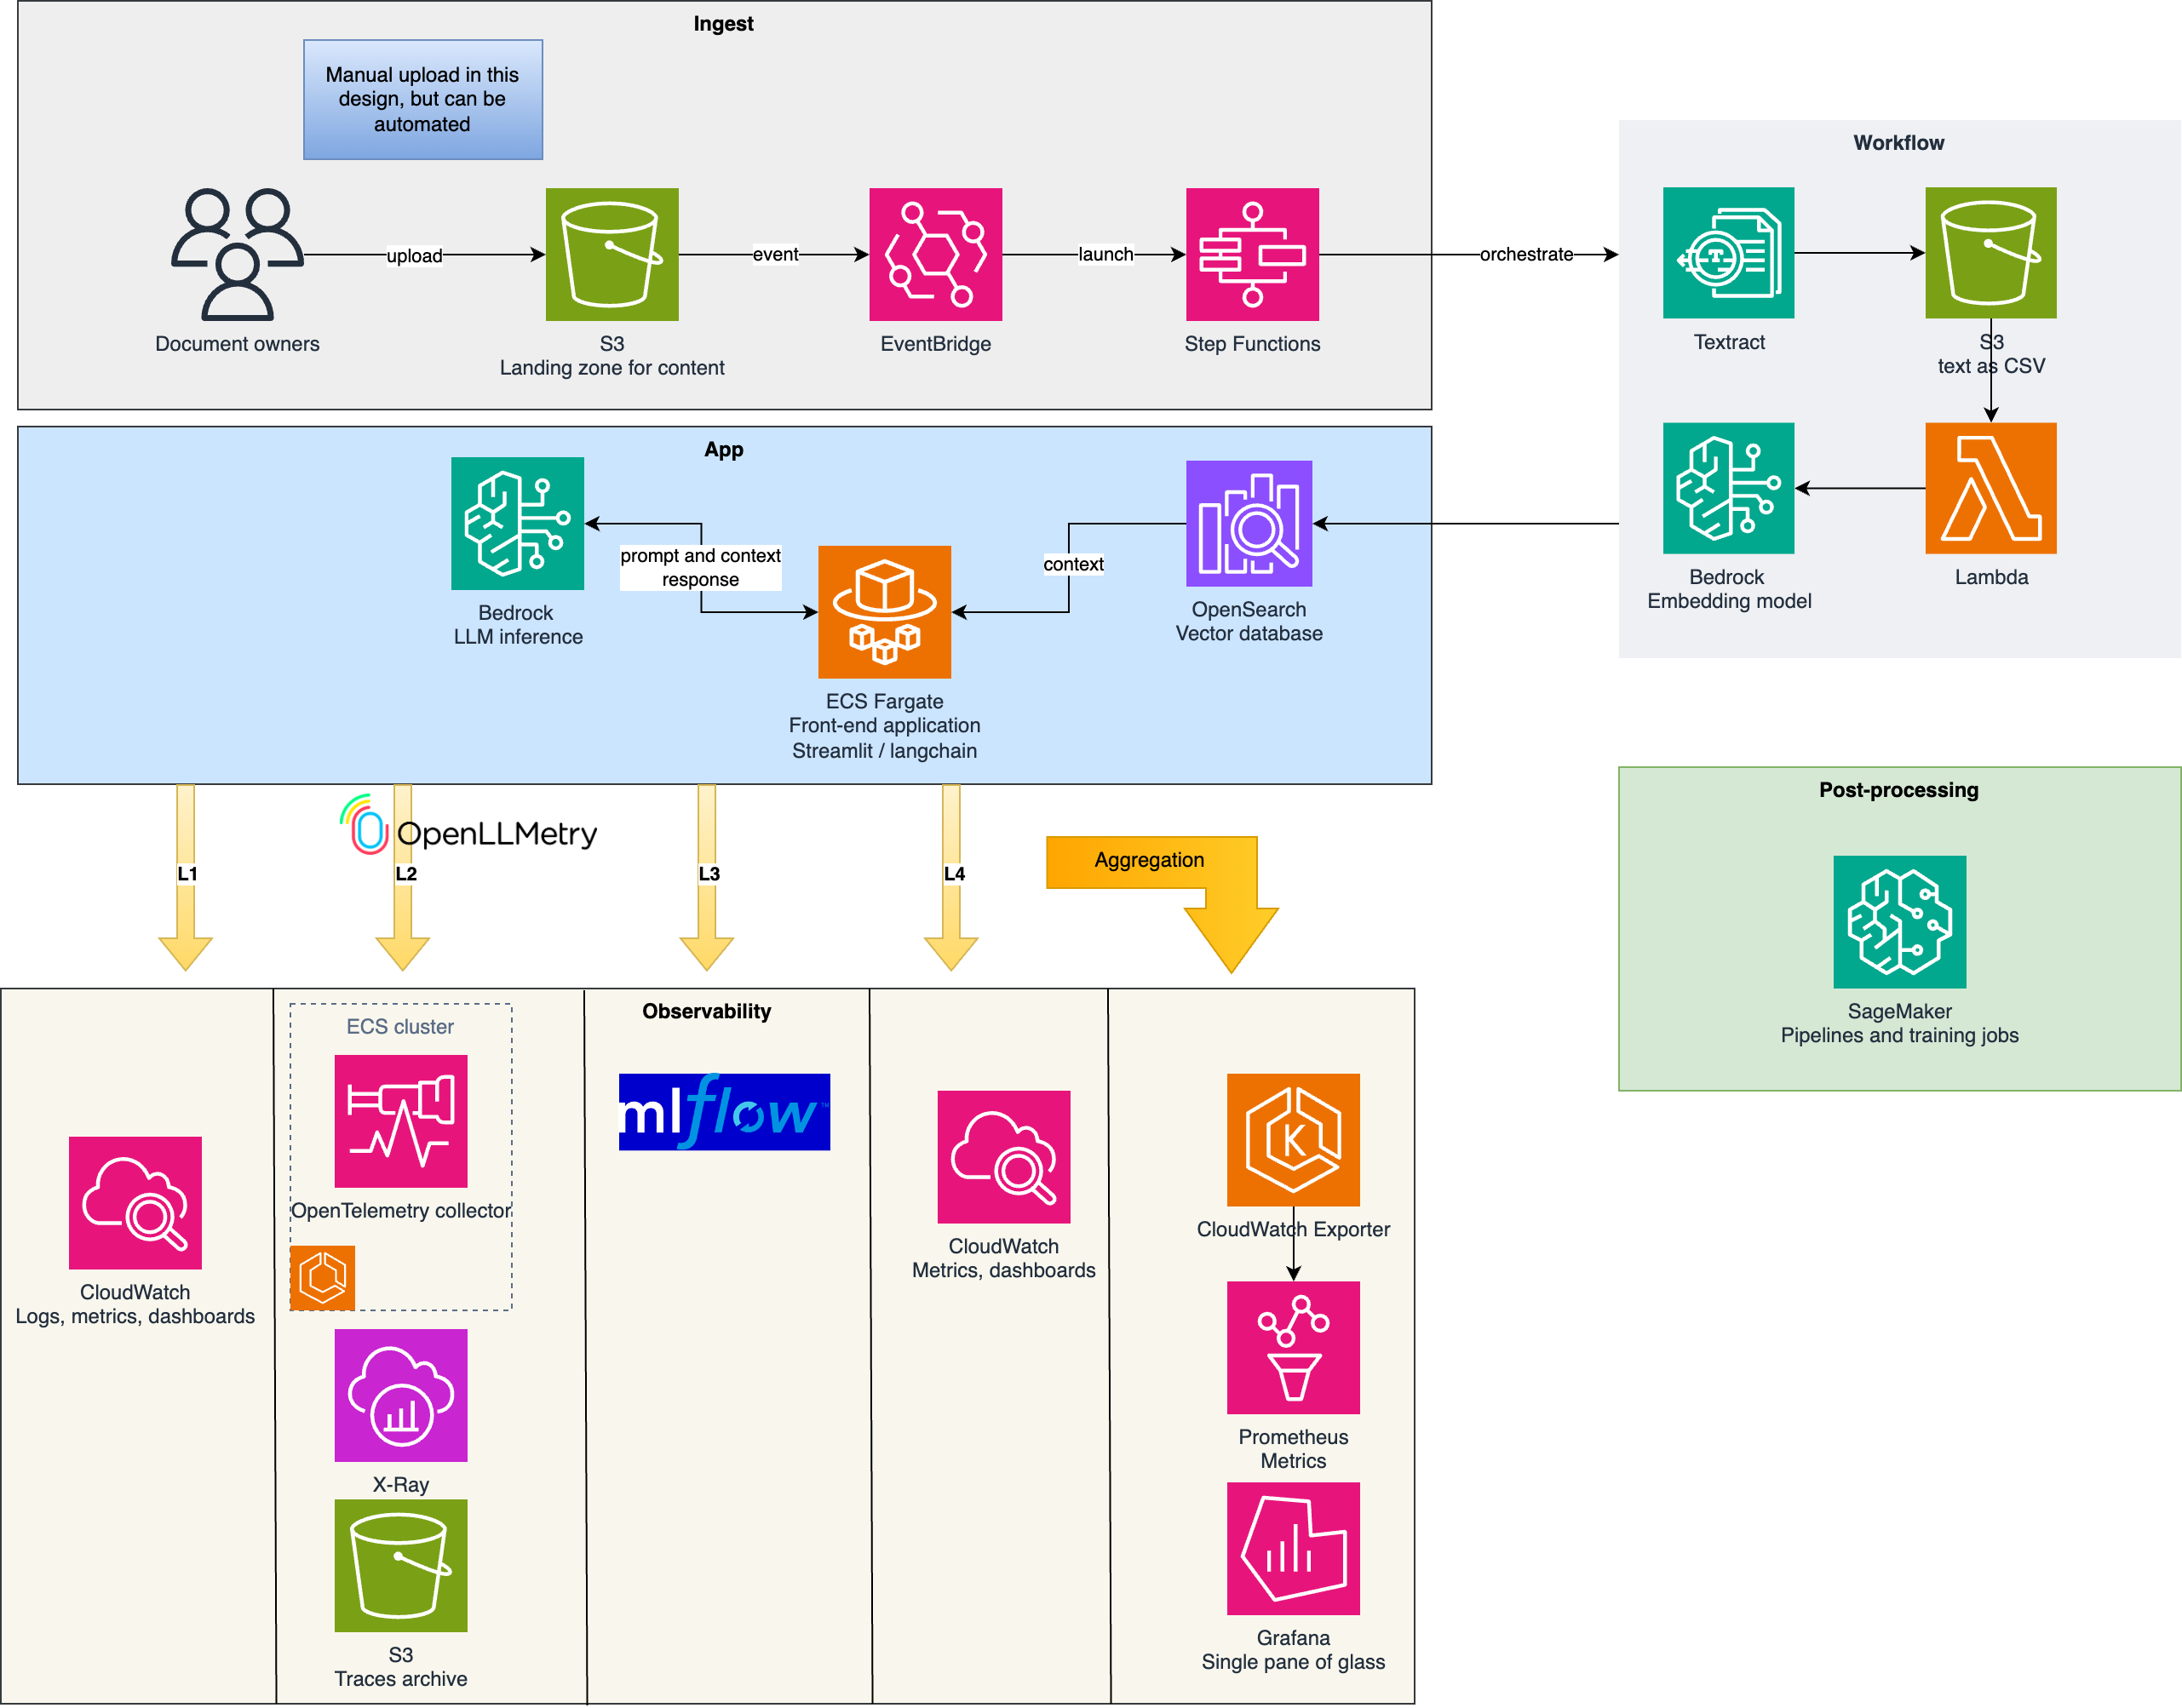 Ingest
Manual upload in this
design, but can be
automated
upload
event
launch
orchestrate
Document owners
S3
Landing zone for content
EventBridge
Step Functions
Workflow
Textract
S3
text as CSV
Bedrock
Embedding model
Lambda
App
Bedrock
LLM inference
prompt and context
response
ECS Fargate
Front-end application
Streamlit / langchain
context
OpenSearch
Vector database
Post-processing
SageMaker
Pipelines and training jobs
OpenLLMetry
L1
L2
L3
L4
Aggregation
Observability
CloudWatch
Logs, metrics, dashboards
ECS cluster
OpenTelemetry collector
X-Ray
S3
Traces archive
mlflow™
CloudWatch
Metrics, dashboards
K
CloudWatch Exporter
Prometheus
Metrics
Grafana
Single pane of glass